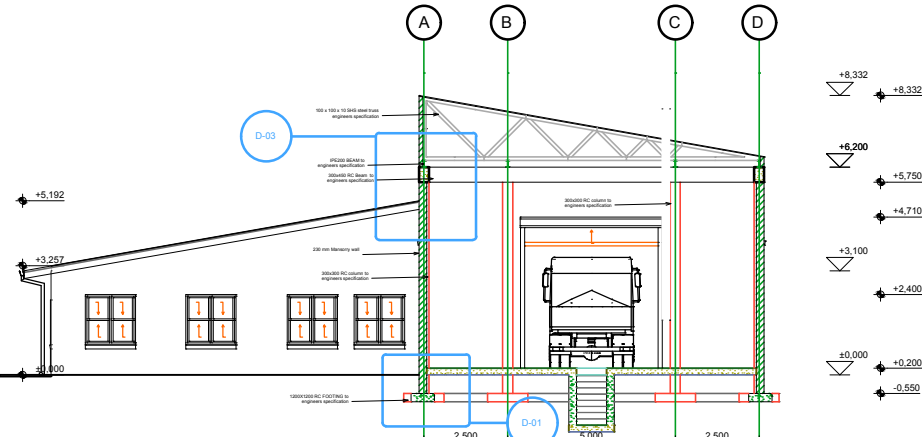 A
B
C
D
+8,332
+8,332
100 x 100 x 10 SHS steel truss
engineers specification
D-03
+6,200
IPE200 BEAM to
engineers specification
300x450 RC Beam to
engineers specification
+5,750
+5,192
300x300 RC column to
engineers specification
+4,710
230 mm Mansorry wall
+3,257
+3,100
300x300 RC column to
engineers specification
+2,400
±0,000
±0,000
+0,200
-0,550
1200X1200 RC FOOTING to
engineers specification
D-01
2,500
5,000
2,500